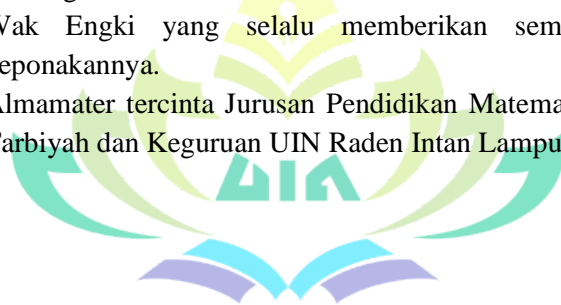 Wak Engki yang selalu memberikan sem
keponakannya.
Almamater tercinta Jurusan Pendidikan Matema
Tarbiyah dan Keguruan UIN Raden Intan Lampu
UIN